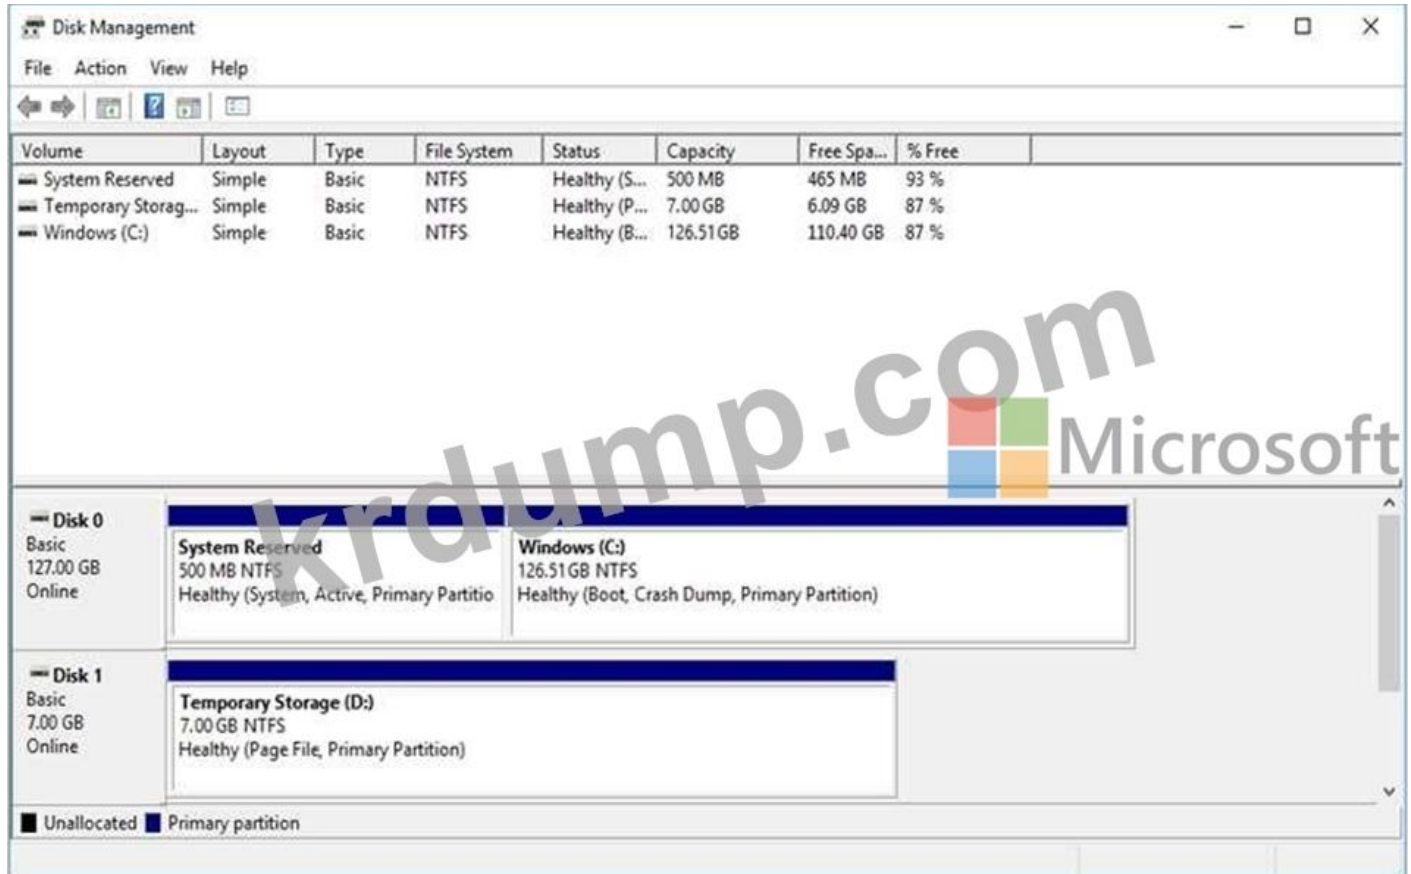 Disk Management
File Action View Help
Volume Layout Type File System Status Capacity Free Spa... % Free
System Reserved Simple Basic NTFS Healthy (S... 500 MB 465 MB 93 %
Temporary Storag... Simple Basic NTFS Healthy (P... 7.00 GB 6.09 GB 87 %
Windows (C:) Simple Basic NTFS Healthy (B... 126.51 GB 110.40 GB 87 %
krdump.com
Microsoft
Disk 0
Basic
127.00 GB
Online
System Reserved
500 MB NTFS
Healthy (System, Active, Primary Partitio
Windows (C:)
126.51 GB NTFS
Healthy (Boot, Crash Dump, Primary Partition)
Disk 1
Basic
7.00 GB
Online
Temporary Storage (D:)
7.00 GB NTFS
Healthy (Page File, Primary Partition)
Unallocated Primary partition